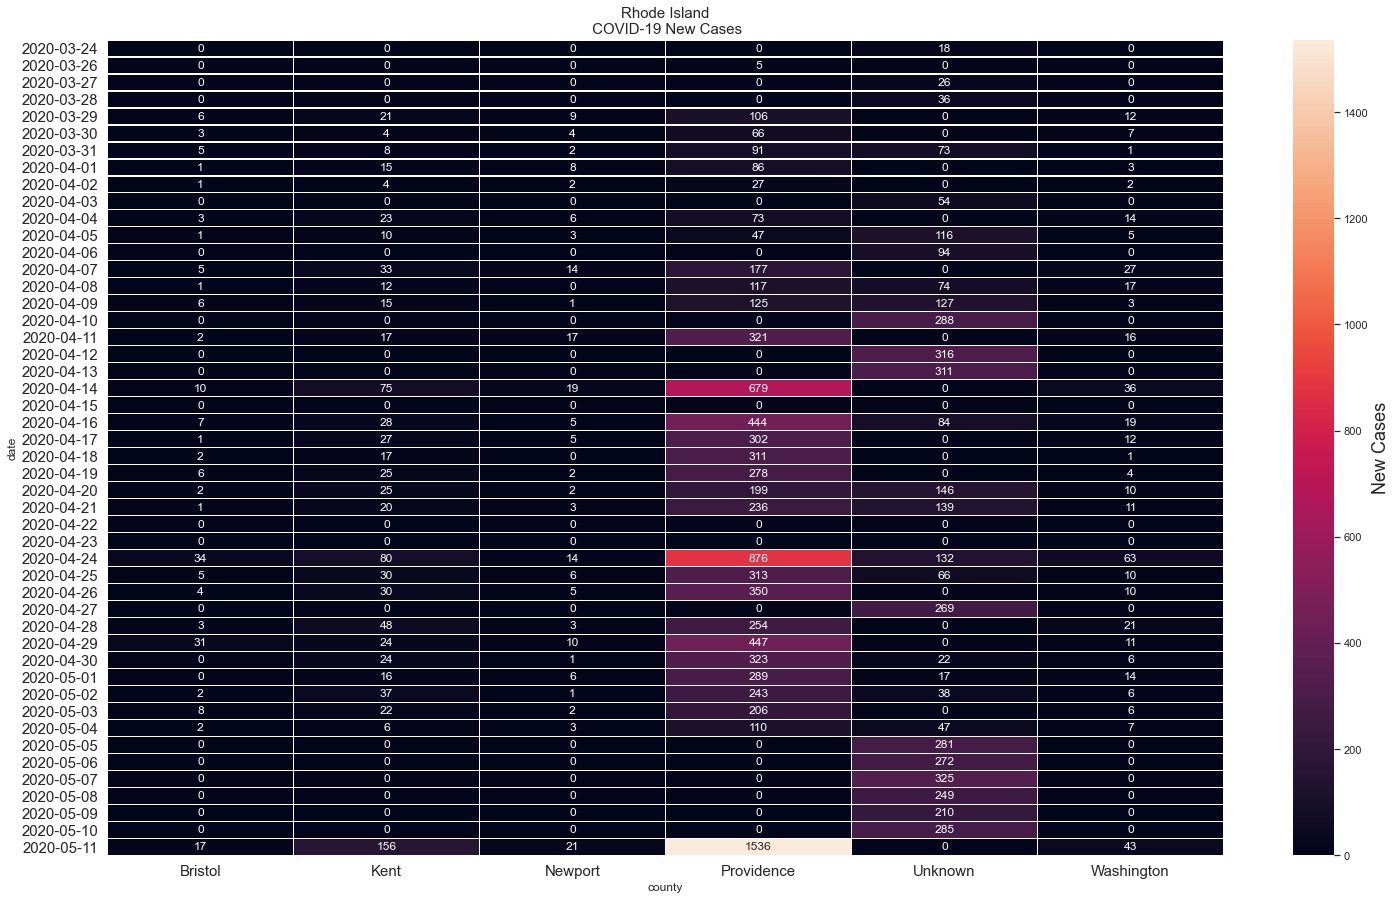 Rhode Island
COVID-19 New Cases
2020-03-24 0 0 0 0 18 0
2020-03-26 0 0 0 5 0 0
2020-03-27 0 0 0 0 26 0
2020-03-28 0 0 0 0 36 0
2020-03-29 6 21 9 106 0 12
2020-03-30 3 4 4 66 0 7
2020-03-31 5 8 2 91 73 1
2020-04-01 1 15 8 86 0 3
2020-04-02 1 4 2 27 0 2
2020-04-03 0 0 0 0 54 0
2020-04-04 3 23 6 73 0 14
2020-04-05 1 10 3 47 116 5
2020-04-06 0 0 0 0 94 0
2020-04-07 5 33 14 177 0 27
2020-04-08 1 12 0 117 74 17
2020-04-09 6 15 1 125 127 3
2020-04-10 0 0 0 0 288 0
2020-04-11 2 17 17 321 0 16
2020-04-12 0 0 0 0 316 0
2020-04-13 0 0 0 0 311 0
2020-04-14 10 75 19 679 0 36
2020-04-15 0 0 0 0 0 0
2020-04-16 7 28 5 444 84 19
2020-04-17 1 27 5 302 0 12
2020-04-18 2 17 0 311 0 1
2020-04-19 6 25 2 278 0 4
2020-04-20 2 25 2 199 146 10
2020-04-21 1 20 3 236 139 11
2020-04-22 0 0 0 0 0 0
2020-04-23 0 0 0 0 0 0
2020-04-24 34 80 14 876 132 63
2020-04-25 5 30 6 313 66 10
2020-04-26 4 30 5 350 0 10
2020-04-27 0 0 0 0 269 0
2020-04-28 3 48 3 254 0 21
2020-04-29 31 24 10 447 0 11
2020-04-30 0 24 1 323 22 6
2020-05-01 0 16 6 289 17 14
2020-05-02 2 37 1 243 38 6
2020-05-03 8 22 2 206 0 6
2020-05-04 2 6 3 110 47 7
2020-05-05 0 0 0 0 281 0
2020-05-06 0 0 0 0 272 0
2020-05-07 0 0 0 0 325 0
2020-05-08 0 0 0 0 249 0
2020-05-09 0 0 0 0 210 0
2020-05-10 0 0 0 0 285 0
2020-05-11 17 156 21 1536 0 43
Bristol Kent Newport Providence Unknown Washington
county
date
1400
1200
1000
800
600
400
200
0
New Cases